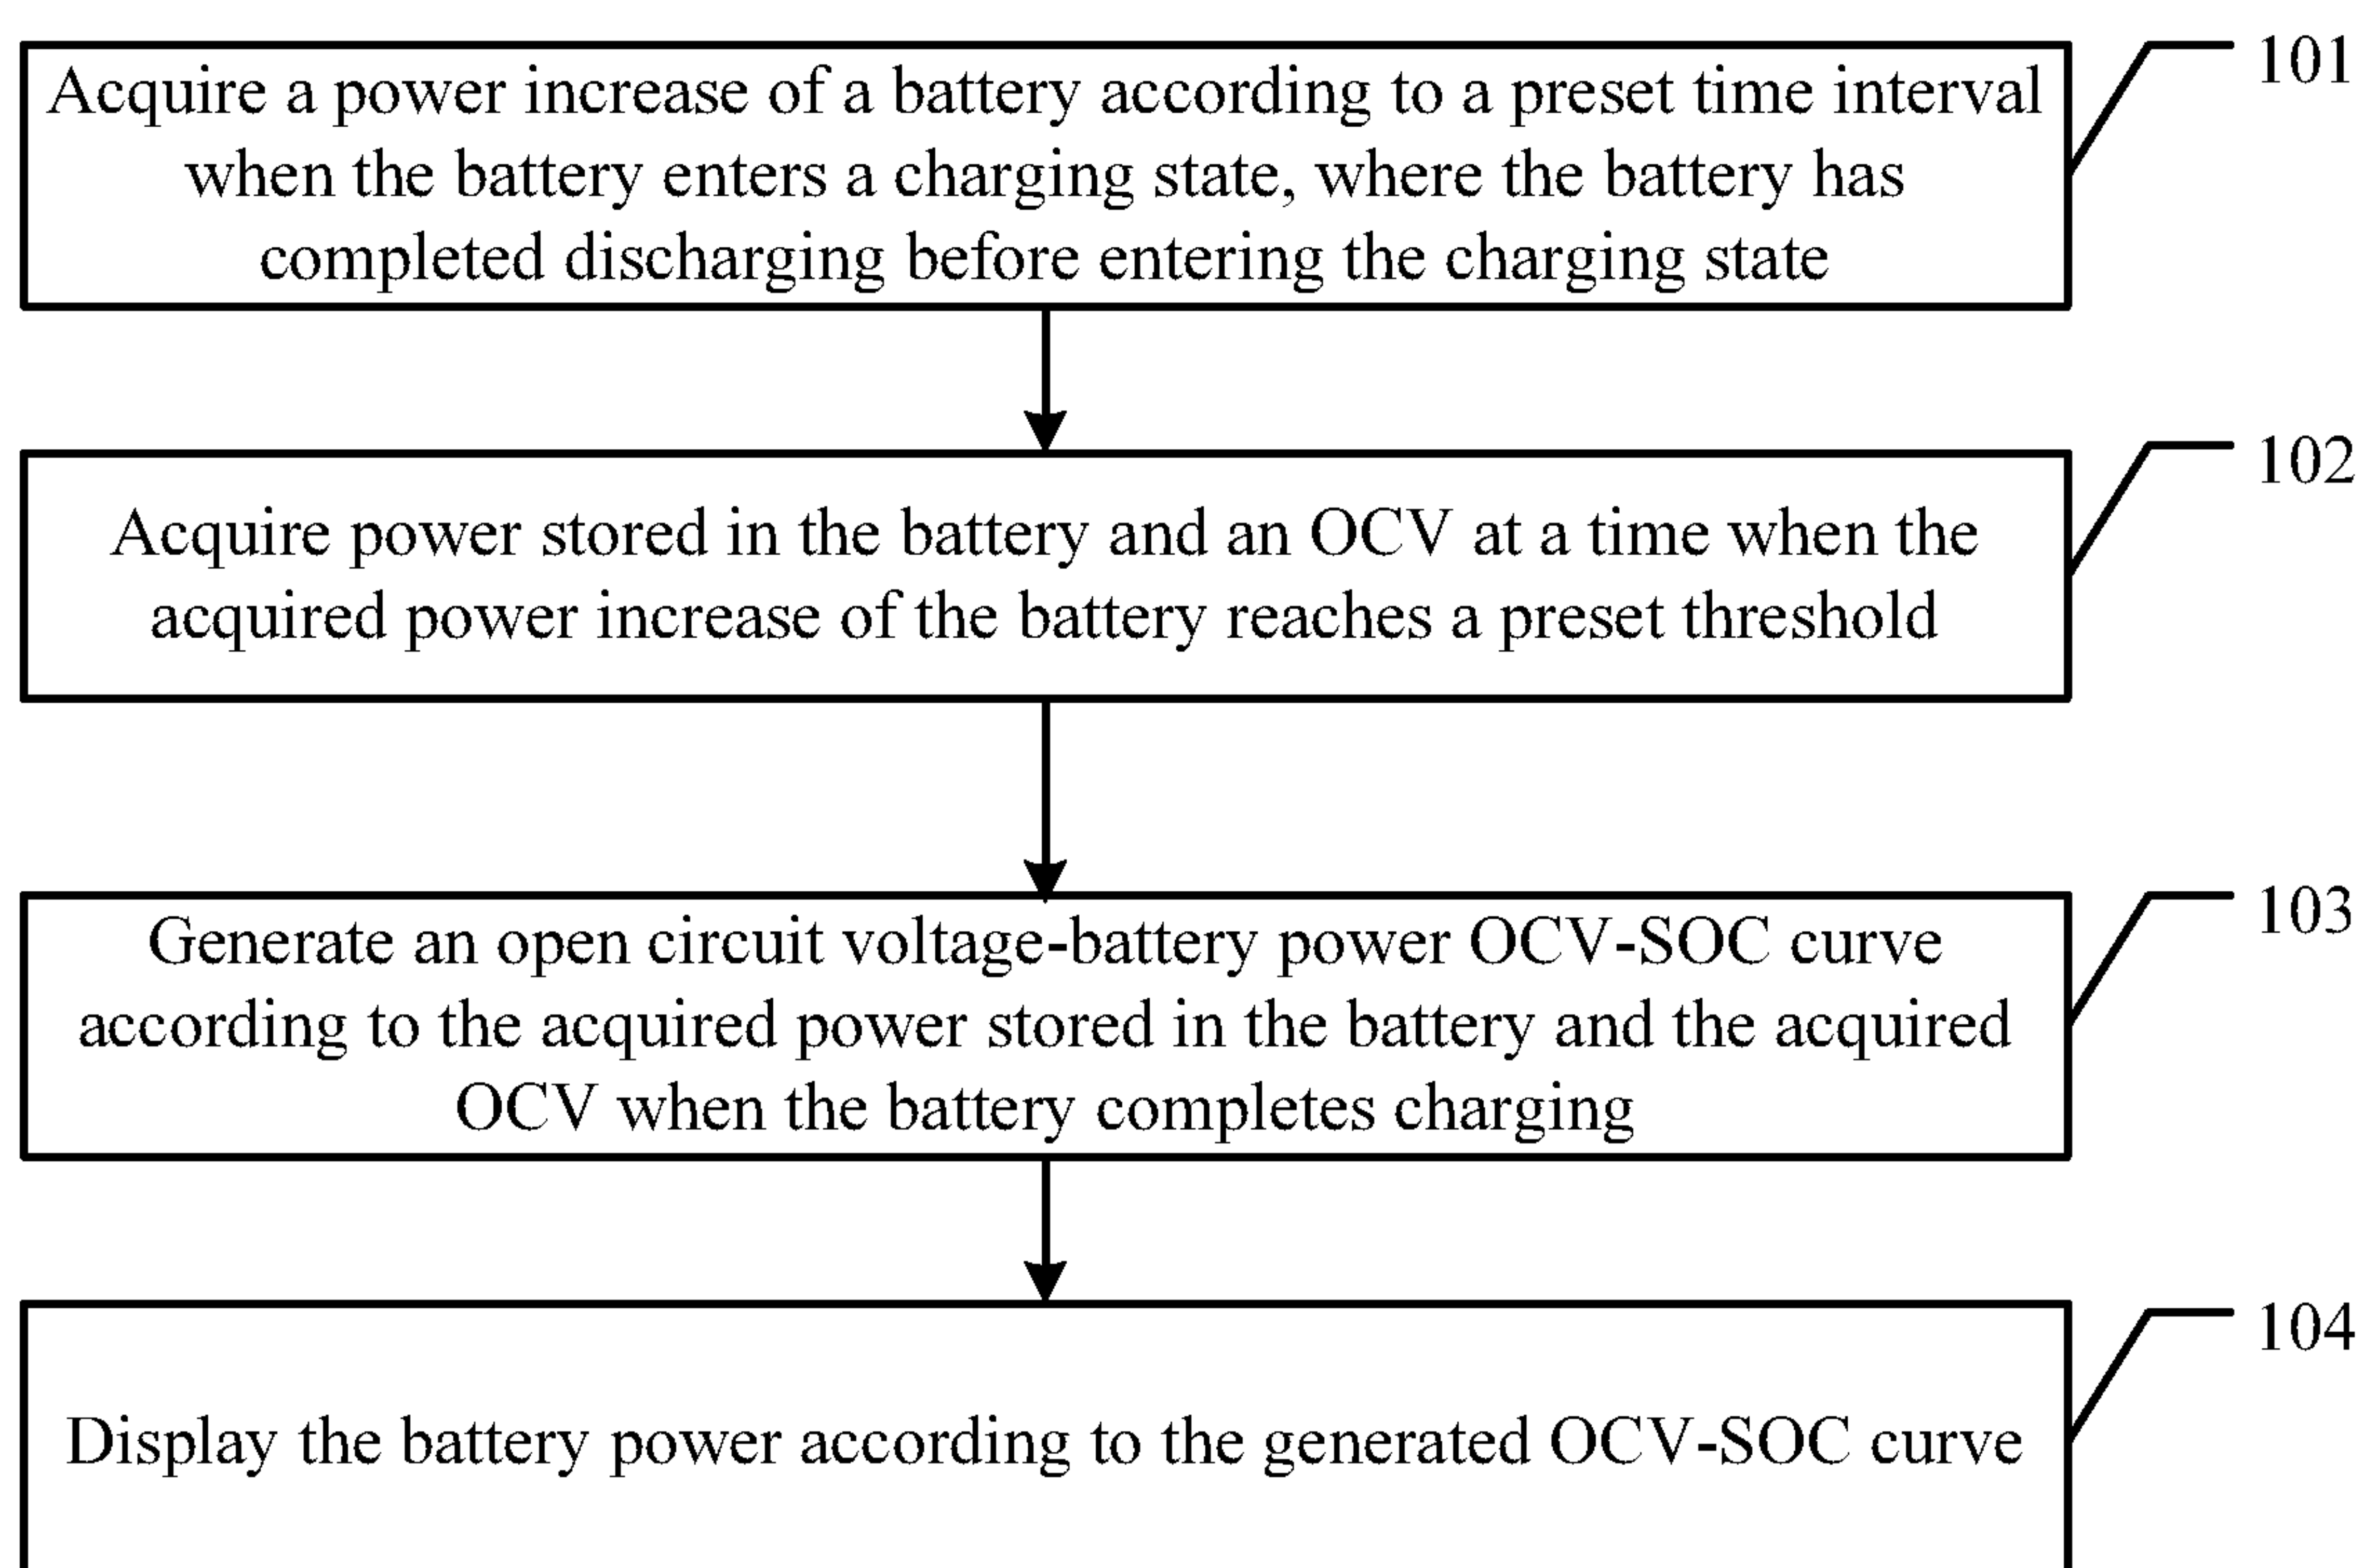 Acquire a power increase of a battery according to a preset time interval
when the battery enters a charging state, where the battery has
completed discharging before entering the charging state
101
Acquire power stored in the battery and an OCV at a time when the
acquired power increase of the battery reaches a preset threshold
102
Generate an open circuit voltage-battery power OCV-SOC curve
according to the acquired power stored in the battery and the acquired
OCV when the battery completes charging
103
Display the battery power according to the generated OCV-SOC curve
104